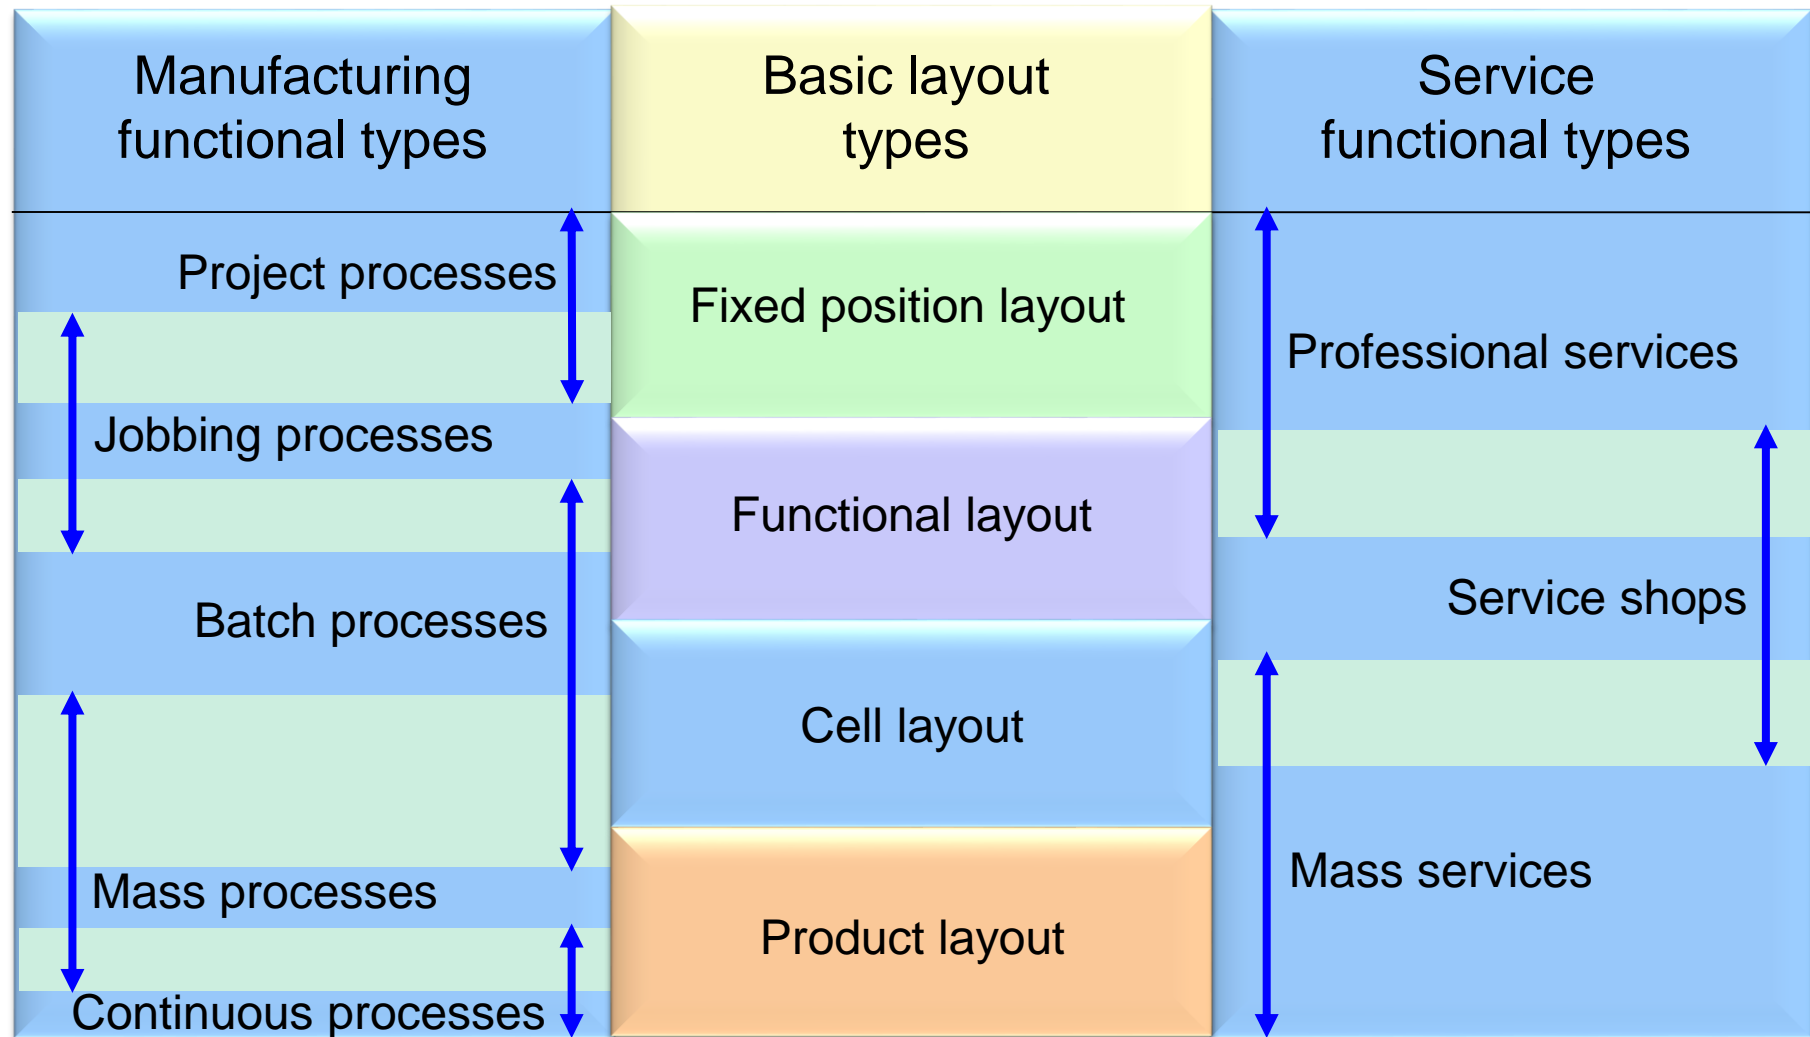 Manufacturing
functional types
Basic layout
types
Service
functional types
Project processes
Jobbing processes
Batch processes
Mass processes
Continuous processes
Fixed position layout
Functional layout
Cell layout
Product layout
Professional services
Service shops
Mass services